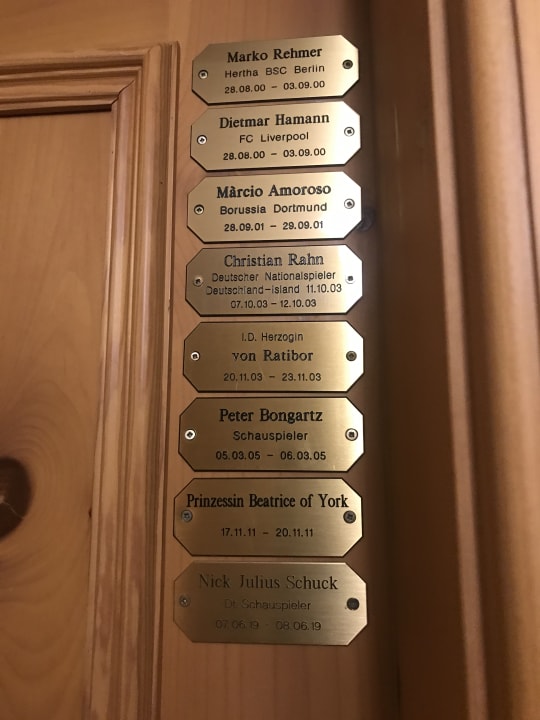 Marko Rehmer
Hertha BSC Berlin
28.08.00 - 03.09.00
Dietmar Hamann
FC Liverpool
28.08.00 - 03.09.00
Màrcio Amoroso
Borussia Dortmund
28.09.01 - 29.09.01
Christian Rahn
Deutscher Nationalspieler
Deutschland-Island 11.10.03
07.10.03 - 12.10.03
I.D. Herzogin
von Ratibor
20.11.03 - 23.11.03
Peter Bongartz
Schauspieler
05.03.05 - 06.03.05
Prinzessin Beatrice of York
17.11.11 - 20.11.11
Nick Julius Schuck
Dt. Schauspieler
07.06.19 - 08.06.19